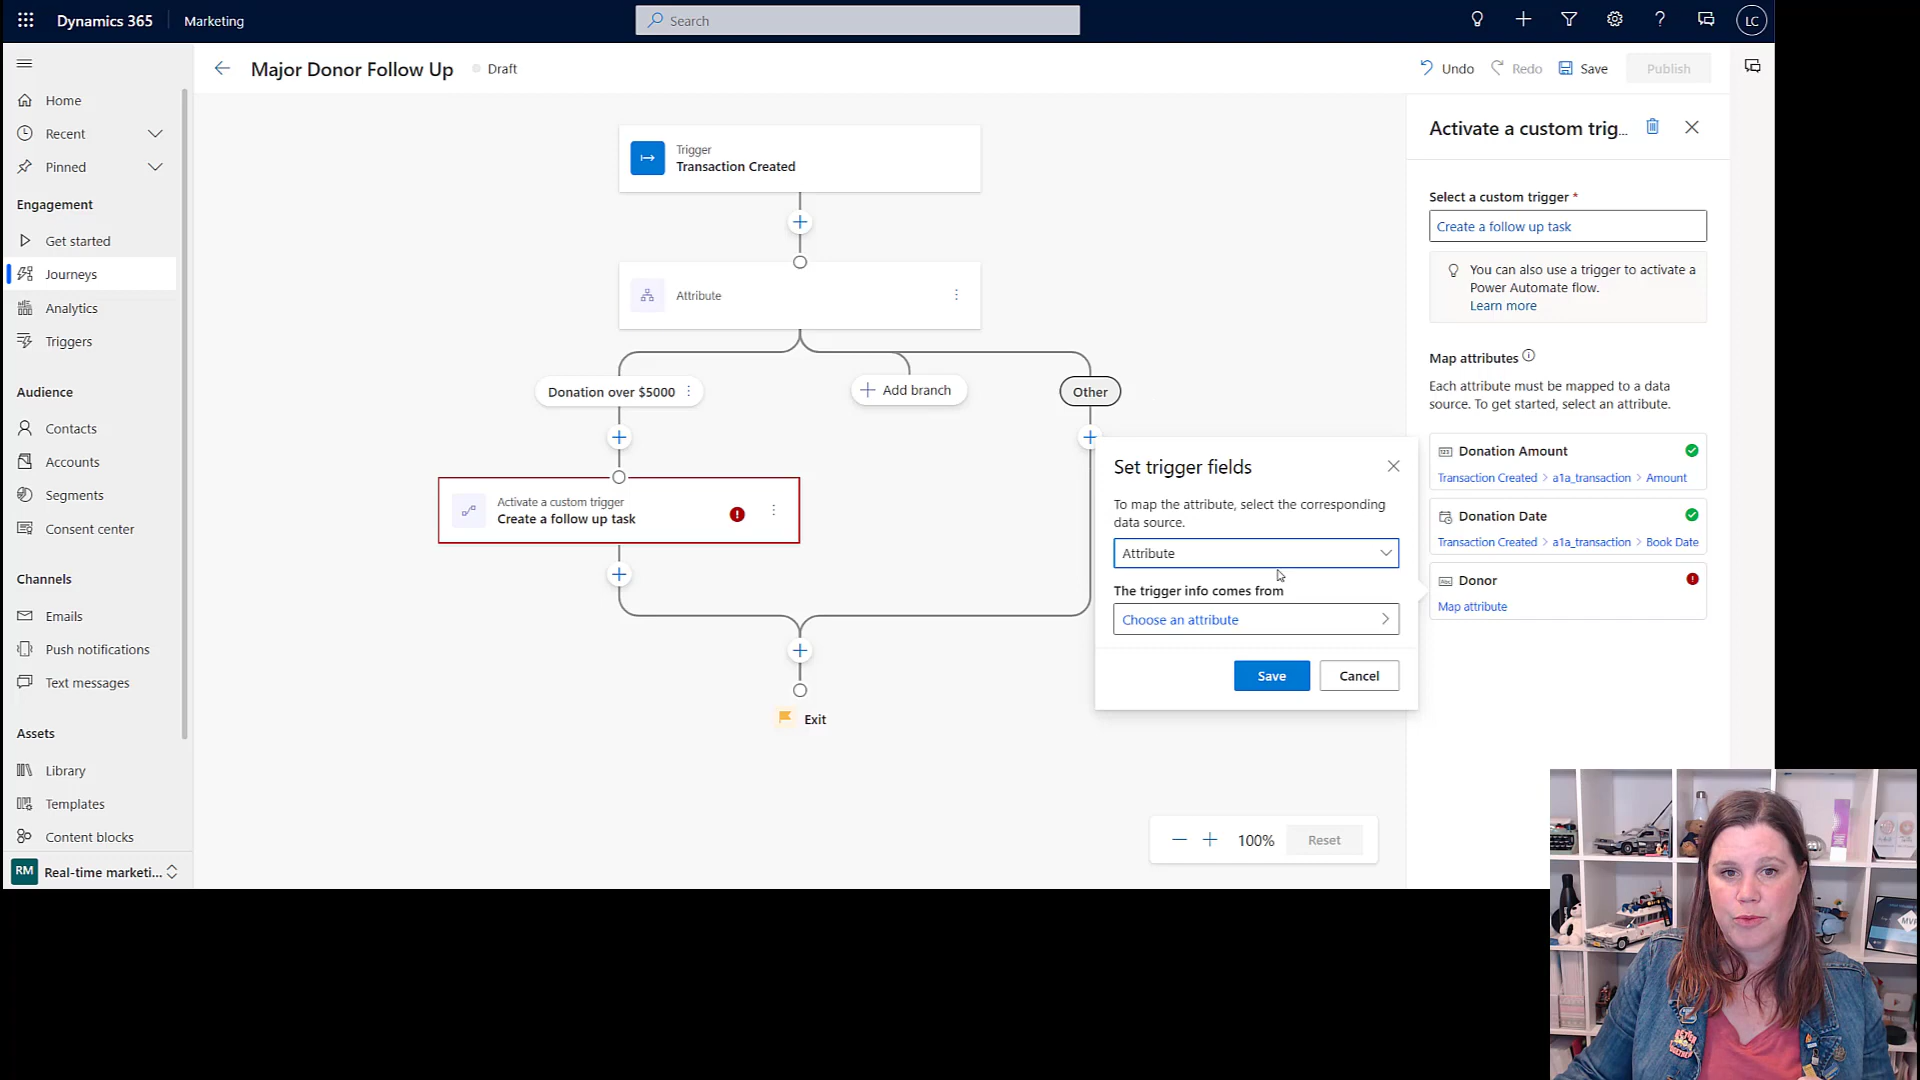 Dynamics 365
Marketing
Search
LC
Major Donor Follow Up
Draft
Undo
Redo
Save
Publish
Home
Recent
Pinned
Engagement
Get started
Journeys
Analytics
Triggers
Audience
Contacts
Accounts
Segments
Consent center
Channels
Emails
Push notifications
Text messages
Assets
Library
Templates
Content blocks
RM
Real-time marketi...
Trigger
Transaction Created
Attribute
Donation over $5000
Add branch
Other
Activate a custom trigger
Create a follow up task
Exit
Set trigger fields
To map the attribute, select the corresponding
data source.
Attribute
The trigger info comes from
Choose an attribute
Save
Cancel
100%
Reset
Activate a custom trig...
Select a custom trigger *
Create a follow up task
You can also use a trigger to activate a
Power Automate flow.
Learn more
Map attributes
Each attribute must be mapped to a data
source. To get started, select an attribute.
123
Donation Amount
Transaction Created > a1a_transaction > Amount
Donation Date
Transaction Created > a1a_transaction > Book Date
Abc
Donor
Map attribute